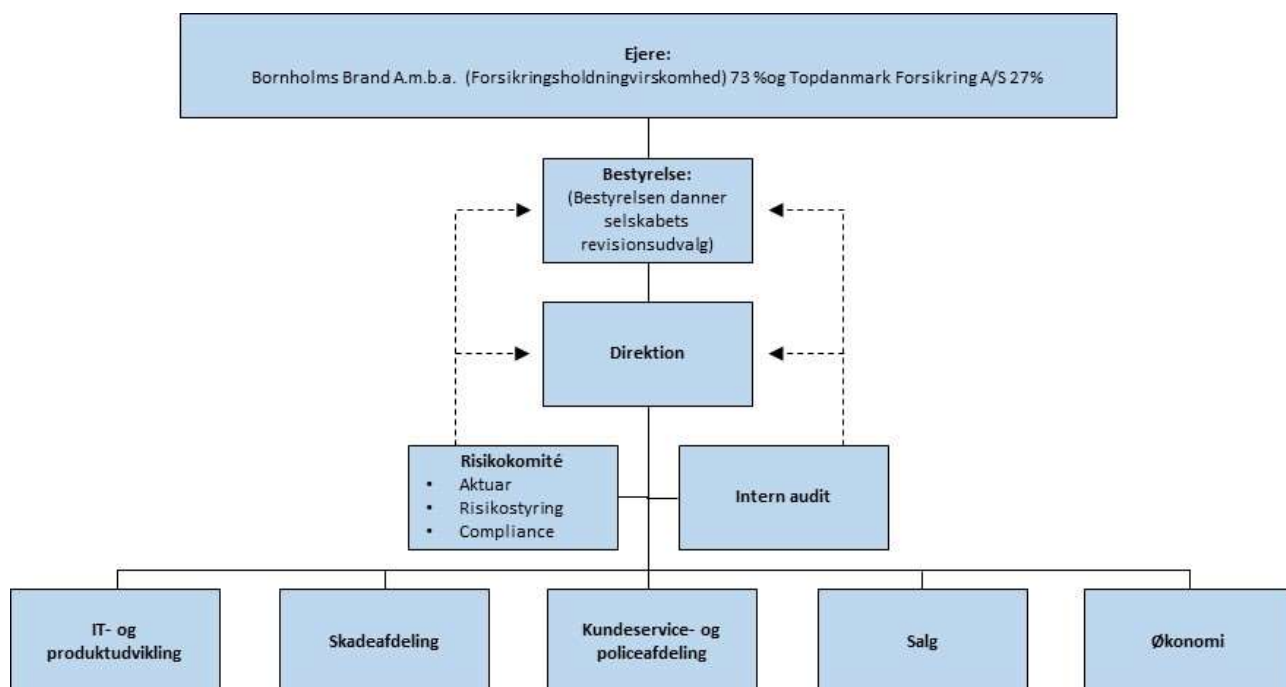 Ejere:
Bornholms Brand A.m.b.a. (Forsikringsholdningvirskomhed) 73 %og Topdanmark Forsikring A/S 27%
Bestyrelse:
(Bestyrelsen danner
selskabets
revisionsudvalg)
Direktion
Risikokomité
• Aktuar
• Risikostyring
• Compliance
Intern audit
IT- og
produktudvikling
Skadeafdeling
Kundeservice- og
policeafdeling
Salg
Økonomi